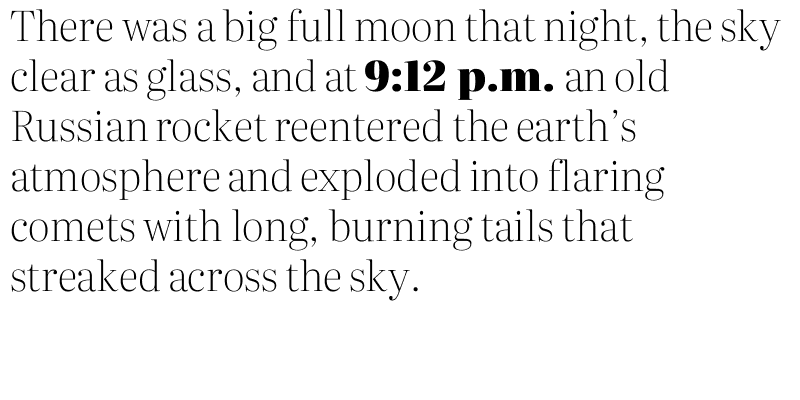 There was a big full moon that night, the sky
clear as glass, and at 9:12 p.m. an old
Russian rocket reentered the earth’s
atmosphere and exploded into flaring
comets with long, burning tails that
streaked across the sky.